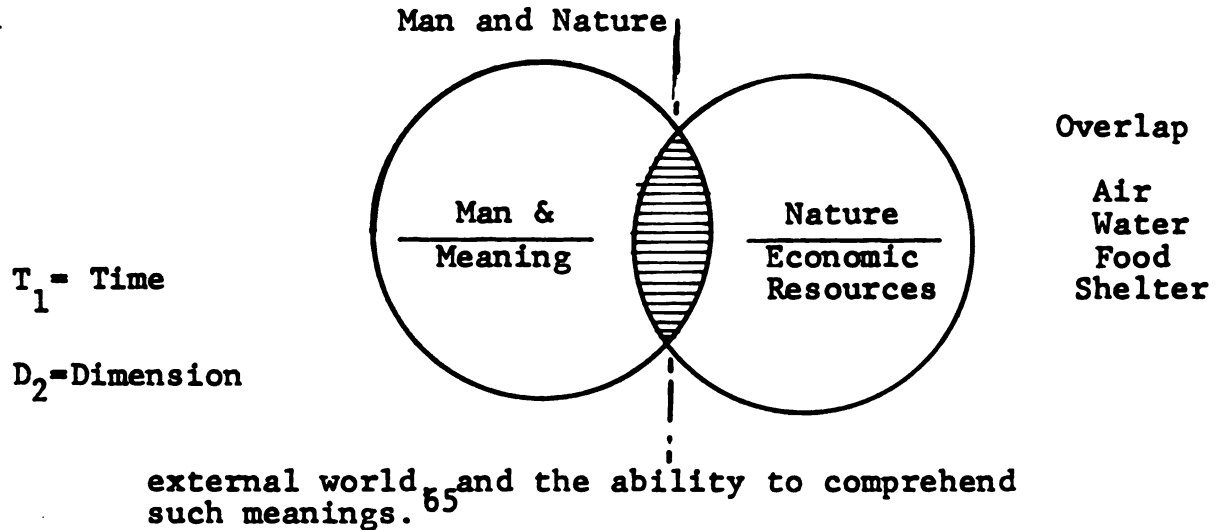 Man and Nature
Overlap
Man &
Meaning
Nature
Economic
Resources
Air
Water
Food
Shelter
T₁= Time
D₂=Dimension
external world, and the ability to comprehend
such meanings.65